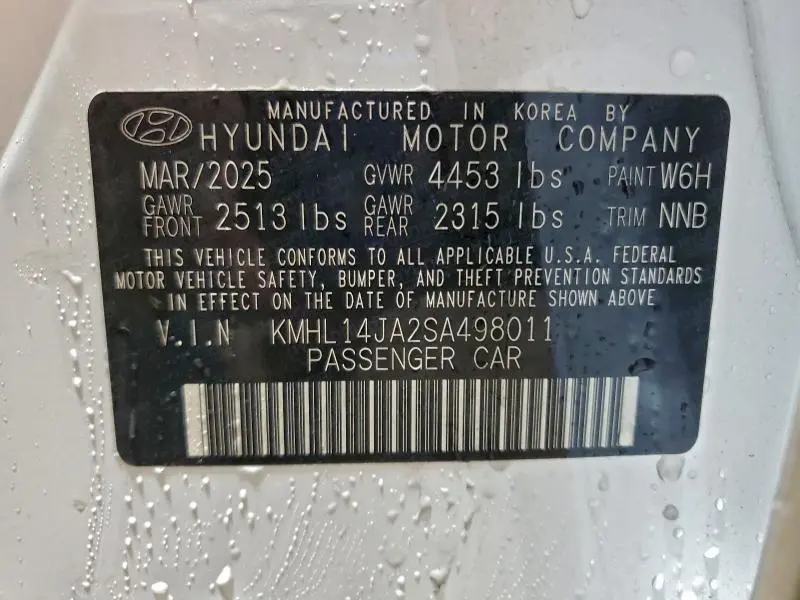 MANUFACTURED IN KOREA BY
HYUNDAI MOTOR COMPANY
MAR/2025 GVWR 4453 lbs PAINT W6H
GAWR FRONT 2513 lbs GAWR REAR 2315 lbs TRIM NNB
THIS VEHICLE CONFORMS TO ALL APPLICABLE U.S.A. FEDERAL
MOTOR VEHICLE SAFETY, BUMPER, AND THEFT PREVENTION STANDARDS
IN EFFECT ON THE DATE OF MANUFACTURE SHOWN ABOVE
V.I.N KMHL14JA2SA498011
PASSENGER CAR